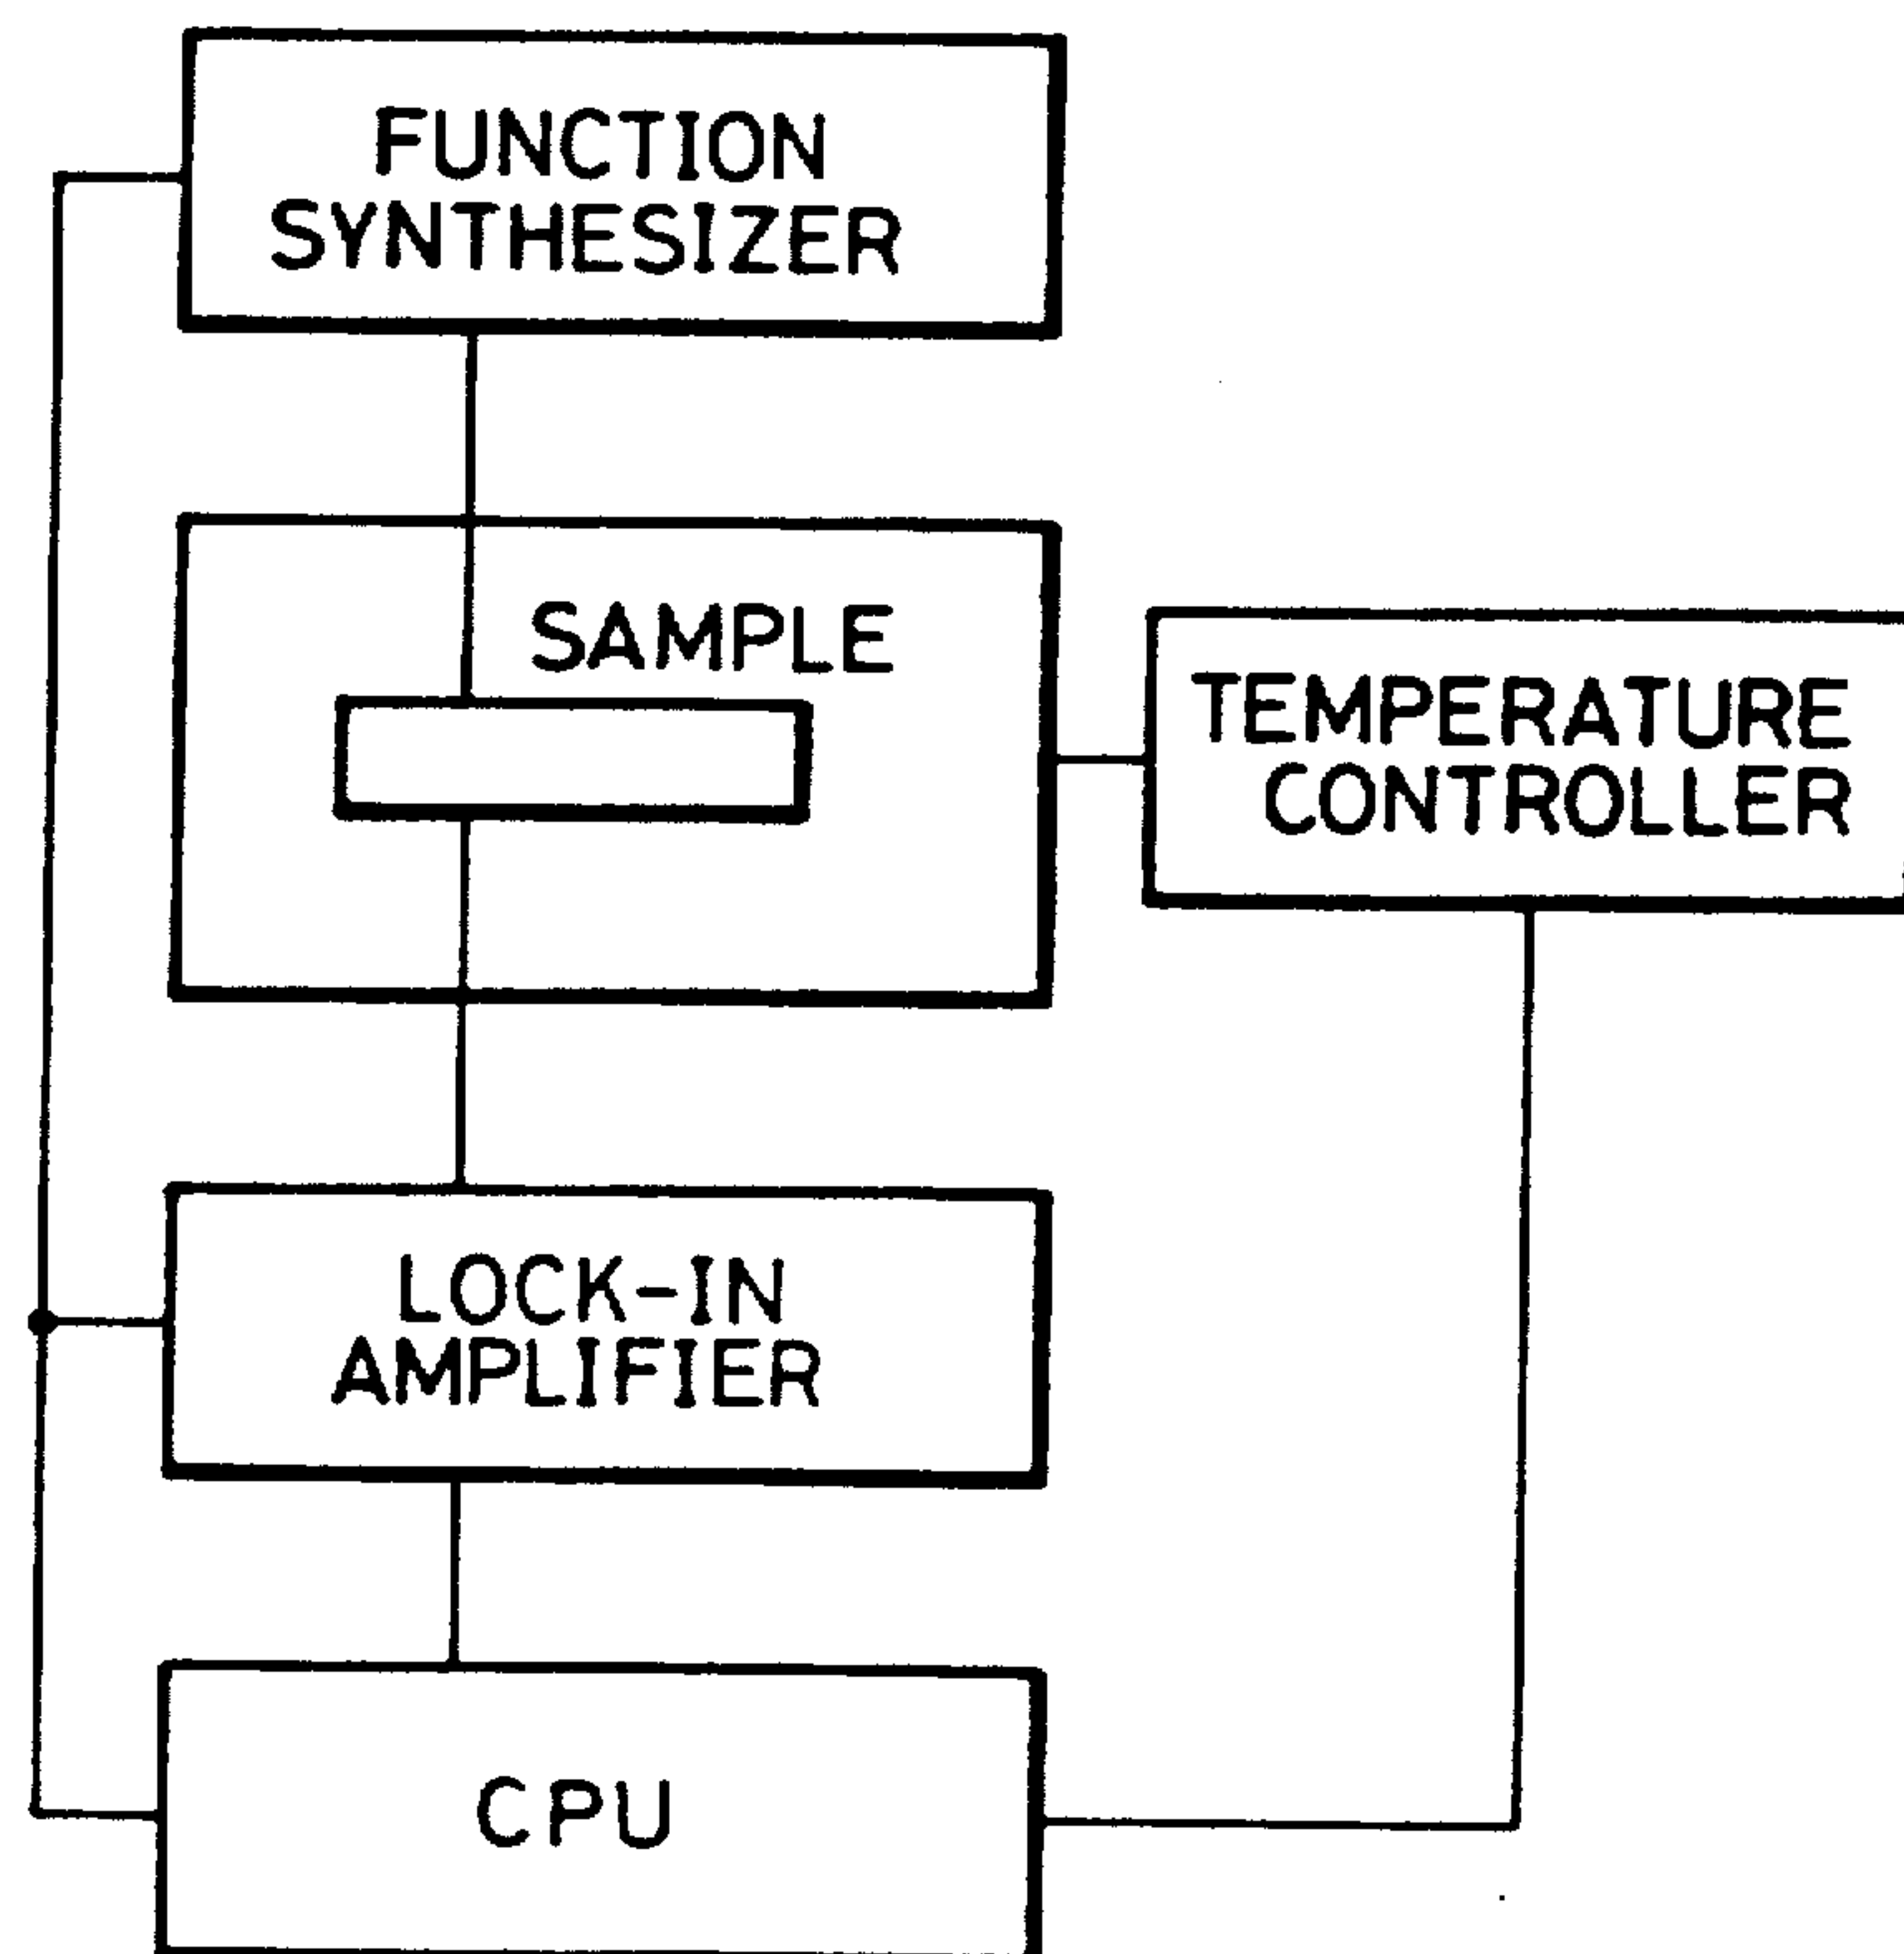 FUNCTION
SYNTHESIZER
SAMPLE
TEMPERATURE
CONTROLLER
LOCK-IN
AMPLIFIER
CPU